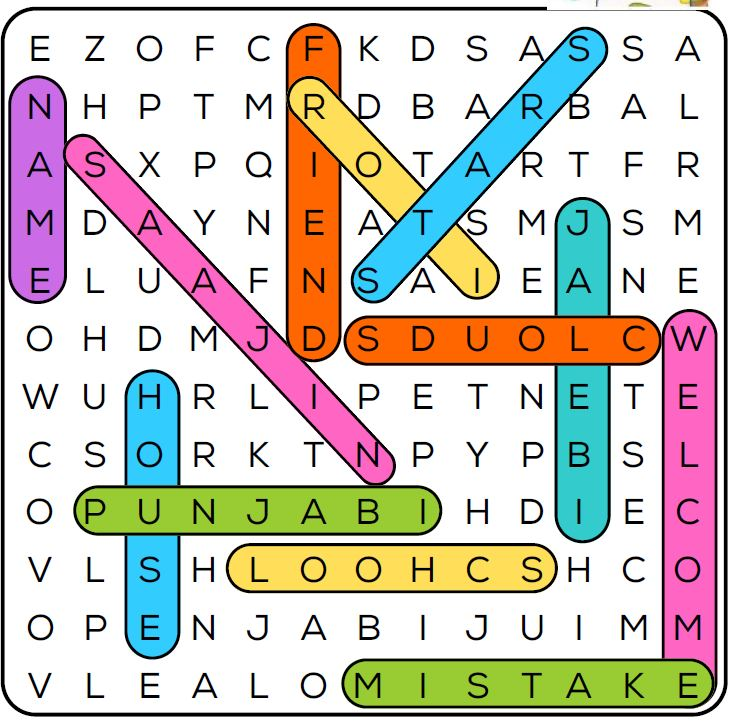 E Z O F C F K D S A S S A
N H P T M R D B A R B A L
A S X P Q I O T A R T F R
M D A Y N E A T S M J S M
E L U A F N S A I E A N E
O H D M J D S D U O L C W
W U H R L I P E T N E T E
C S O R K T N P Y P B S L
O P U N J A B I H D I E C
V L S H L O O H C S H C O
O P E N J A B I J U I M M
V L E A L O M I S T A K E